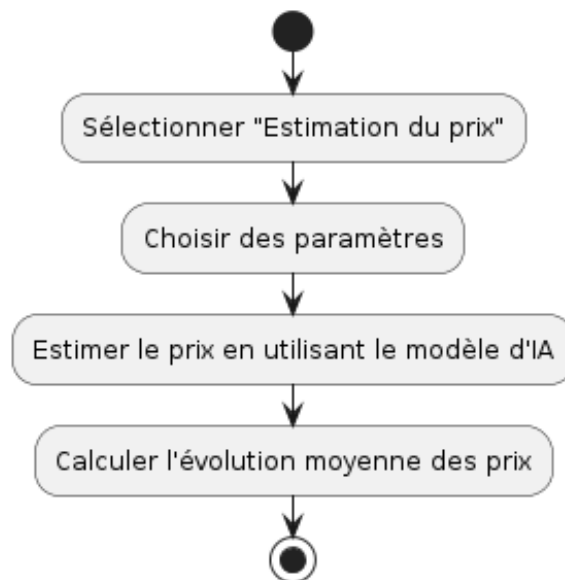 Sélectionner "Estimation du prix"
Choisir des paramètres
Estimer le prix en utilisant le modèle d'IA
Calculer l'évolution moyenne des prix